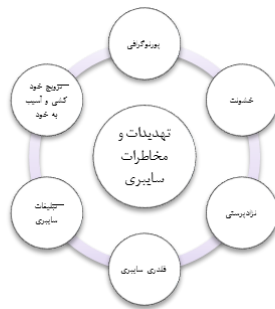 پورنوگرافی
خشونت
نژادپرستی
قلدری سایبری
تبلیغات
سایبری
ترویج خود
کشی و آسیب
به خود
تهدیدات و
مخاطرات
سایبری